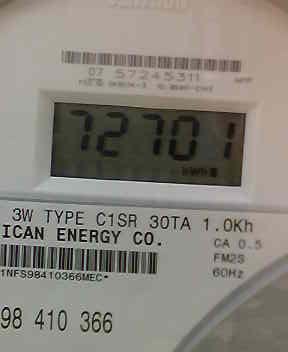 07 57245311
72701
kWh
3W TYPE C1SR 30TA 1.0Kh
ICAN ENERGY CO.
CA 0.5
FM2S
60Hz
1NFS98410366MEC*
98 410 366